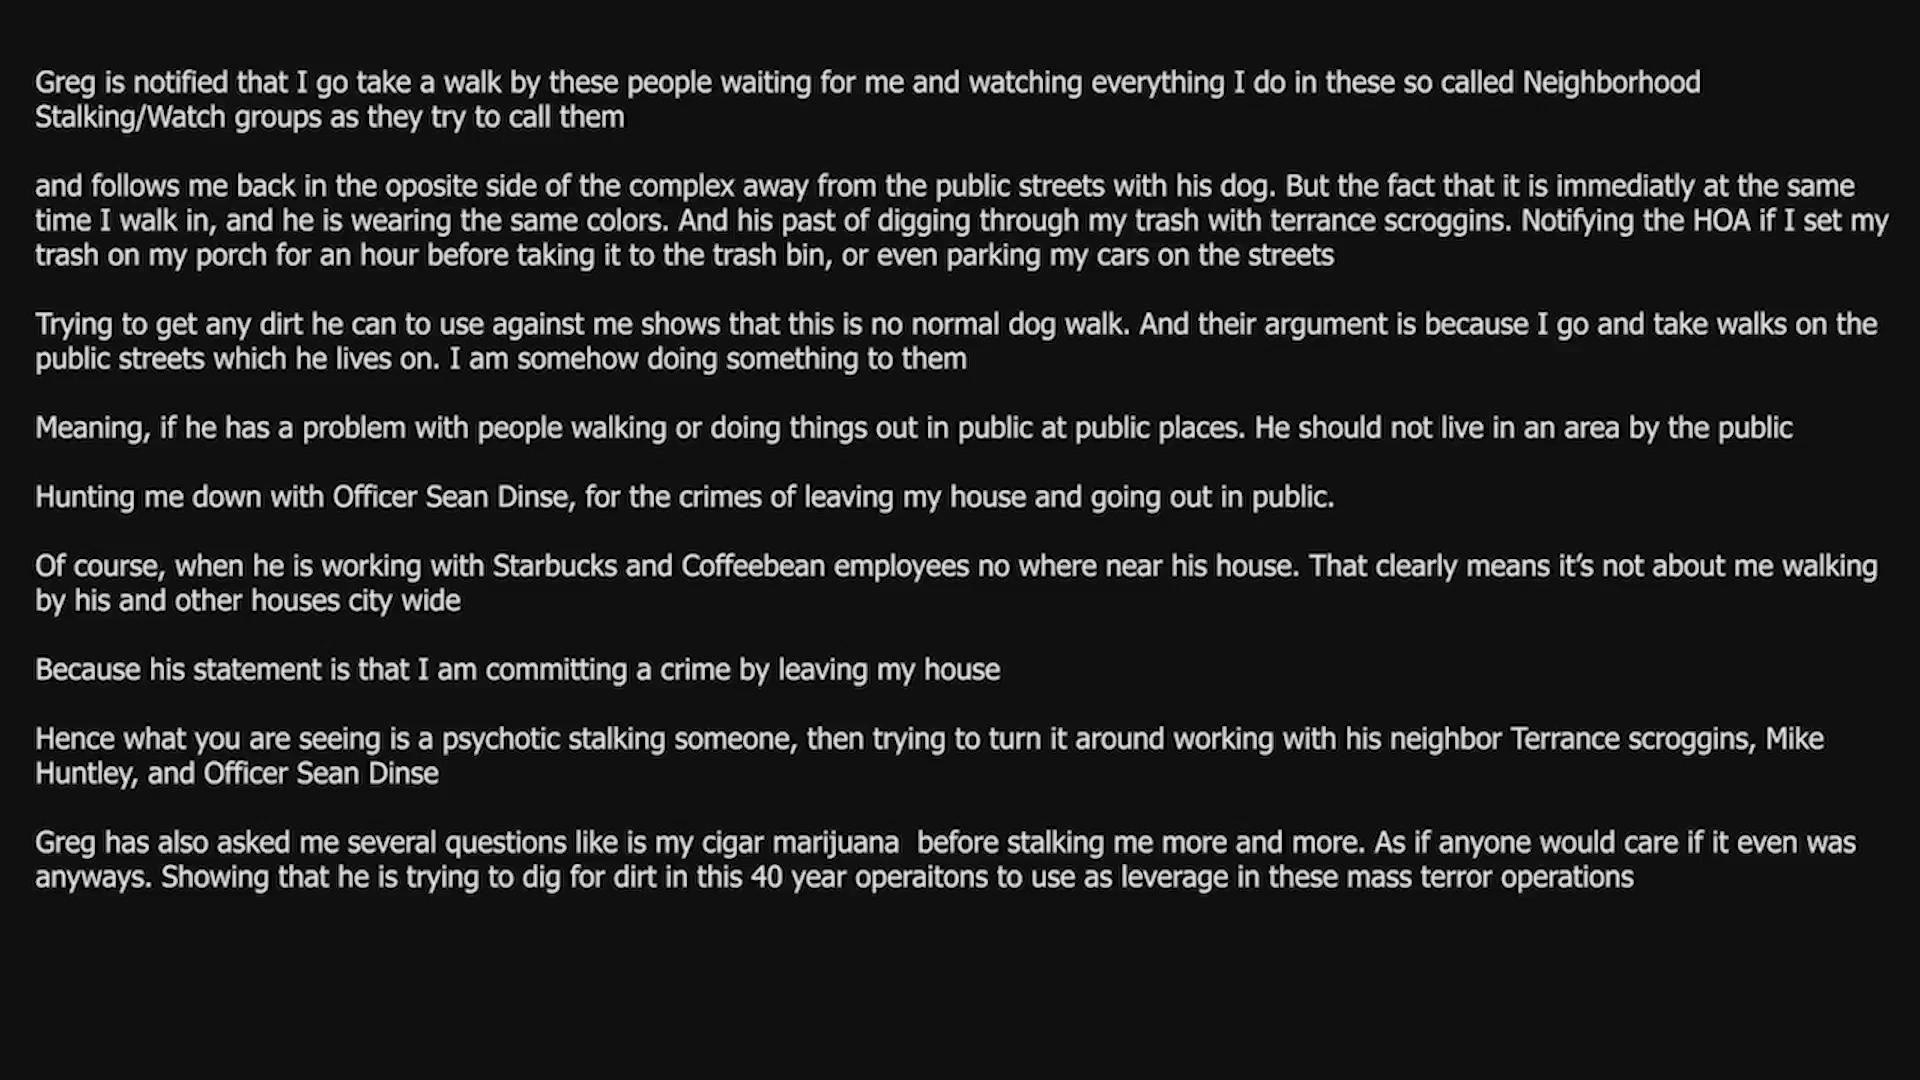 Greg is notified that I go take a walk by these people waiting for me and watching everything I do in these so called Neighborhood
Stalking/Watch groups as they try to call them
and follows me back in the oposite side of the complex away from the public streets with his dog. But the fact that it is immediatly at the same
time I walk in, and he is wearing the same colors. And his past of digging through my trash with terrance scroggins. Notifying the HOA if I set my
trash on my porch for an hour before taking it to the trash bin, or even parking my cars on the streets
Trying to get any dirt he can to use against me shows that this is no normal dog walk. And their argument is because I go and take walks on the
public streets which he lives on. I am somehow doing something to them
Meaning, if he has a problem with people walking or doing things out in public at public places. He should not live in an area by the public
Hunting me down with Officer Sean Dinse, for the crimes of leaving my house and going out in public.
Of course, when he is working with Starbucks and Coffeebean employees no where near his house. That clearly means it’s not about me walking
by his and other houses city wide
Because his statement is that I am committing a crime by leaving my house
Hence what you are seeing is a psychotic stalking someone, then trying to turn it around working with his neighbor Terrance scroggins, Mike
Huntley, and Officer Sean Dinse
Greg has also asked me several questions like is my cigar marijuana  before stalking me more and more. As if anyone would care if it even was
anyways. Showing that he is trying to dig for dirt in this 40 year operaitons to use as leverage in these mass terror operations